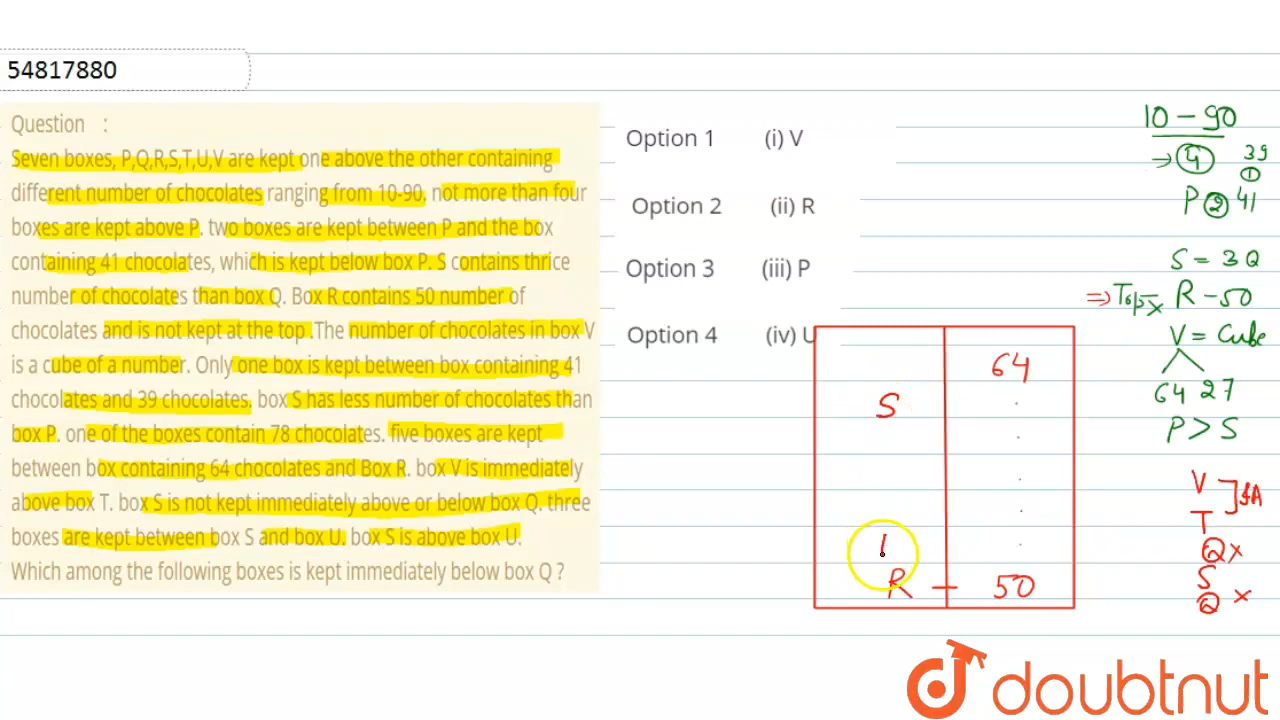 54817880
Question :
Seven boxes, P,Q,R,S,T,U,V are kept one above the other containing
different number of chocolates ranging from 10-90. not more than four
boxes are kept above P. two boxes are kept between P and the box
containing 41 chocolates, which is kept below box P. S contains thrice
number of chocolates than box Q. Box R contains 50 number of
chocolates and is not kept at the top .The number of chocolates in box V
is a cube of a number. Only one box is kept between box containing 41
chocolates and 39 chocolates. box S has less number of chocolates than
box P. one of the boxes contain 78 chocolates. five boxes are kept
between box containing 64 chocolates and Box R. box V is immediately
above box T. box S is not kept immediately above or below box Q. three
boxes are kept between box S and box U. box S is above box U.
Which among the following boxes is kept immediately below box Q ?
Option 1 (i) V
Option 2 (ii) R
Option 3 (iii) P
Option 4 (iv) U
64
S
R - 50
10 - 90
→ 4 39
1
P 2 41
S = 3Q
⇒ Top x R - 50
V = Cube
64 27
P > S
V
T
Q x
S
Q x
doubtnut